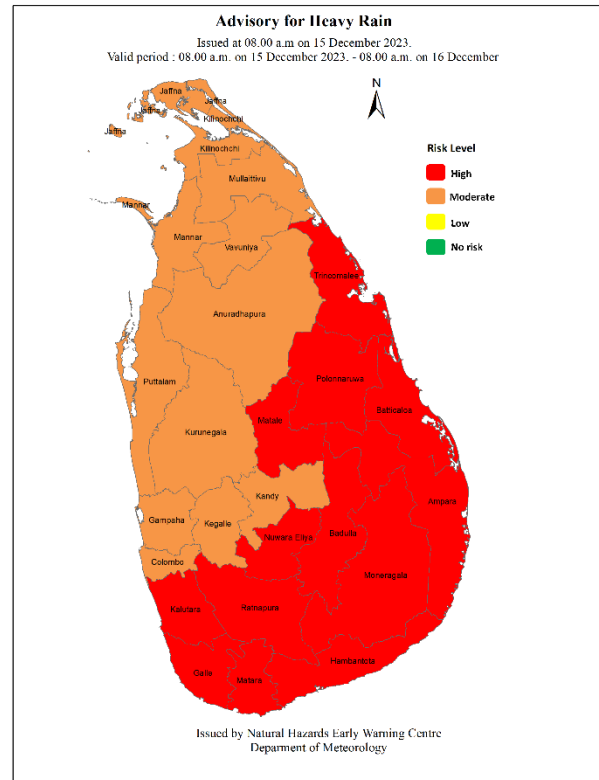 Advisory for Heavy Rain
Issued at 08.00 a.m on 15 December 2023.
Valid period : 08.00 a.m. on 15 December 2023. - 08.00 a.m. on 16 December
N
Risk Level
High
Moderate
Low
No risk
Jaffna
Jaffna
Jaffna
Kilinochchi
Jaffna
Kilinochchi
Mullaittivu
Mannar
Mannar
Vavuniya
Trincomalee
Anuradhapura
Polonnaruwa
Puttalam
Batticaloa
Matale
Kurunegala
Kandy
Ampara
Gampaha
Kegalle
Nuwara Eliya
Badulla
Colombo
Moneragala
Kalutara
Ratnapura
Hambantota
Galle
Matara
Issued by Natural Hazards Early Warning Centre
Deparment of Meteorology